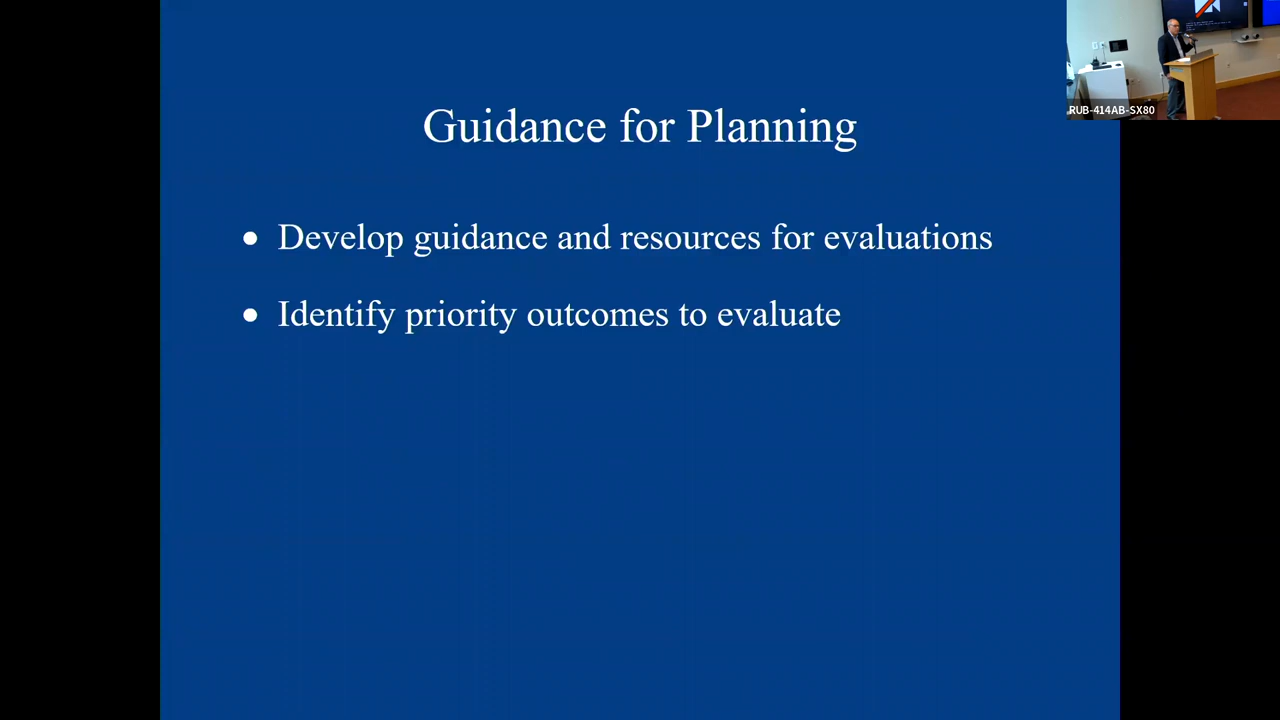 Guidance for Planning
• Develop guidance and resources for evaluations
• Identify priority outcomes to evaluate
RUB-414AB-SX80